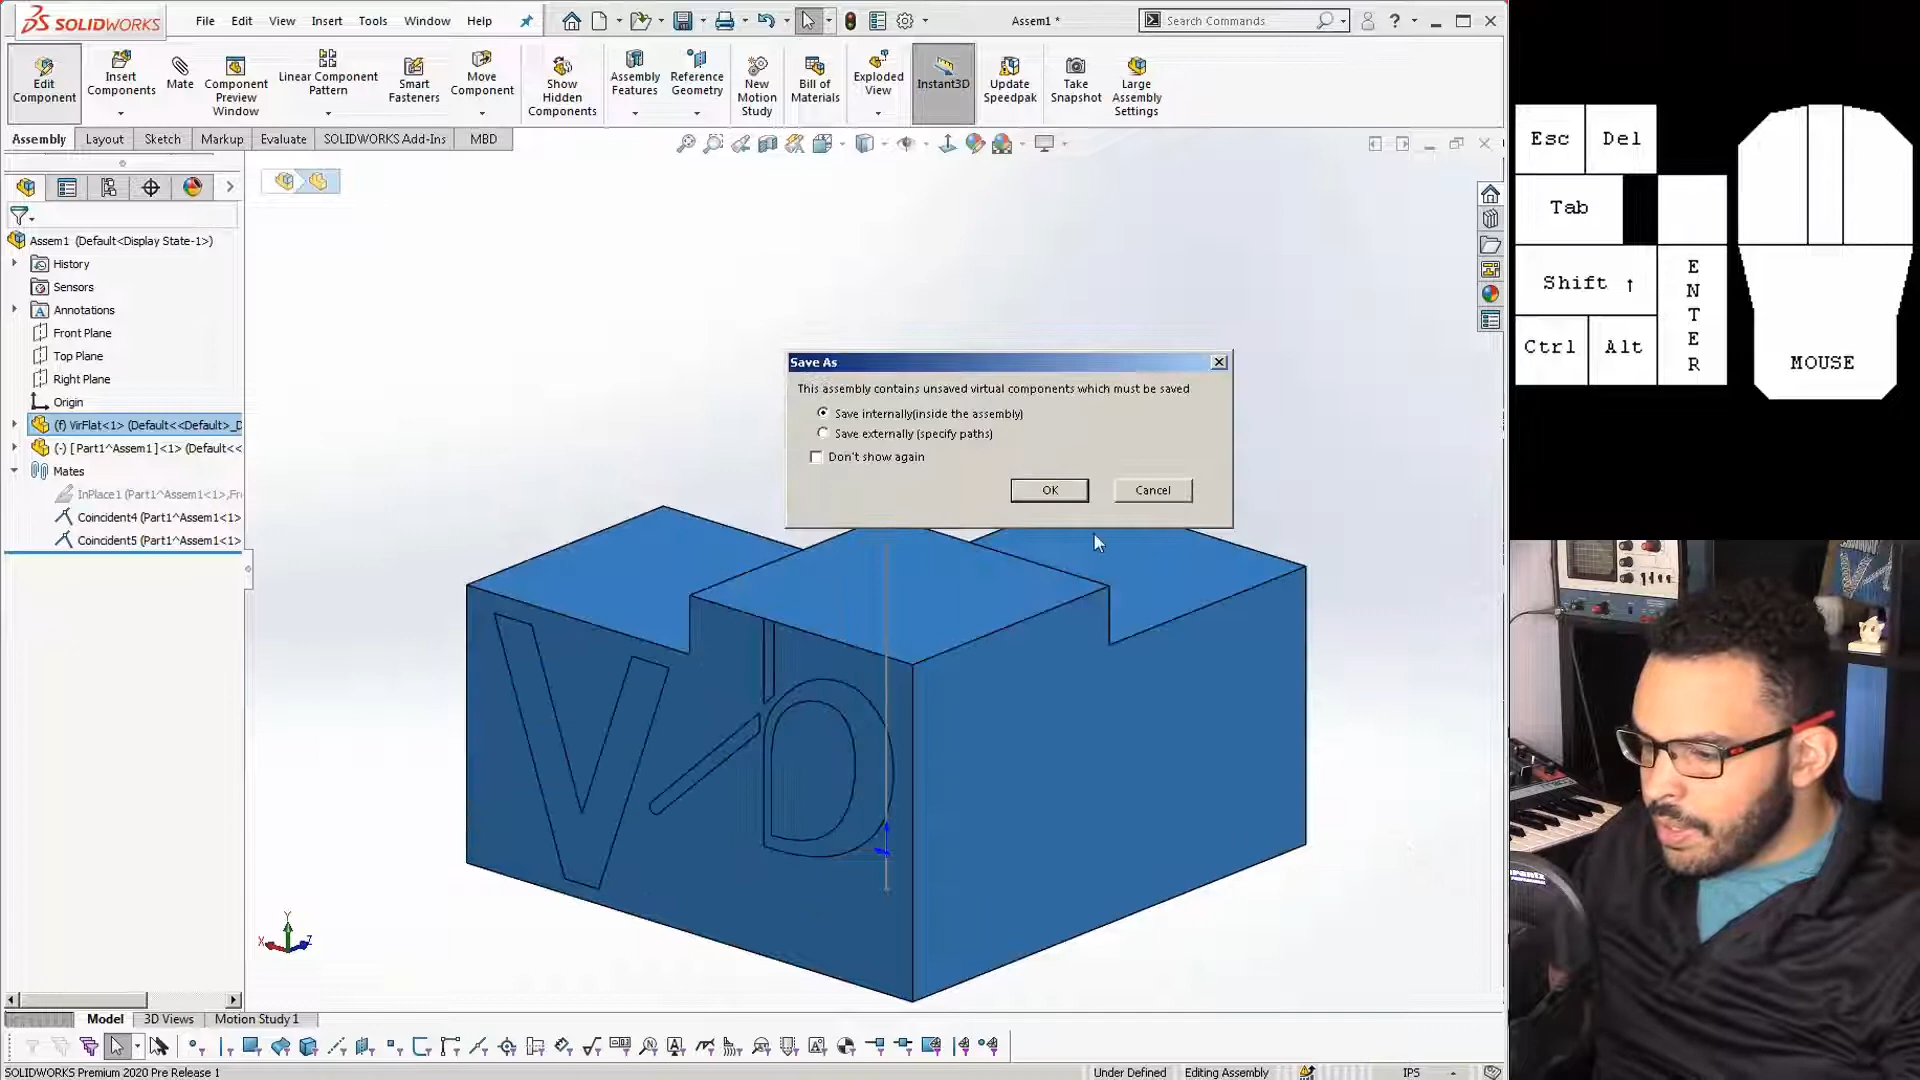 SOLIDWORKS File Edit View Insert Tools Window Help Assem1 * Search Commands ?
Edit Component
Insert Components
Mate
Component Preview Window
Linear Component Pattern
Smart Fasteners
Move Component
Show Hidden Components
Assembly Features
Reference Geometry
New Motion Study
Bill of Materials
Exploded View
Instant3D
Update Speedpak
Take Snapshot
Large Assembly Settings
Assembly Layout Sketch Markup Evaluate SOLIDWORKS Add-Ins MBD
Assem1 (Default<Display State-1>)
History
Sensors
Annotations
Front Plane
Top Plane
Right Plane
Origin
(f) VirFlat<1> (Default<<Default>_D
(-) [ Part1^Assem1 ]<1> (Default<<
Mates
InPlace1 (Part1^Assem1<1>,Fr
Coincident4 (Part1^Assem1<1>
Coincident5 (Part1^Assem1<1>
Save As
This assembly contains unsaved virtual components which must be saved
Save internally(inside the assembly)
Save externally (specify paths)
Don't show again
OK Cancel
Y
X Z
Model 3D Views Motion Study 1
SOLIDWORKS Premium 2020 Pre Release 1 Under Defined Editing Assembly IPS
Esc Del
Tab
Shift ↑
ENTER
Ctrl Alt
MOUSE